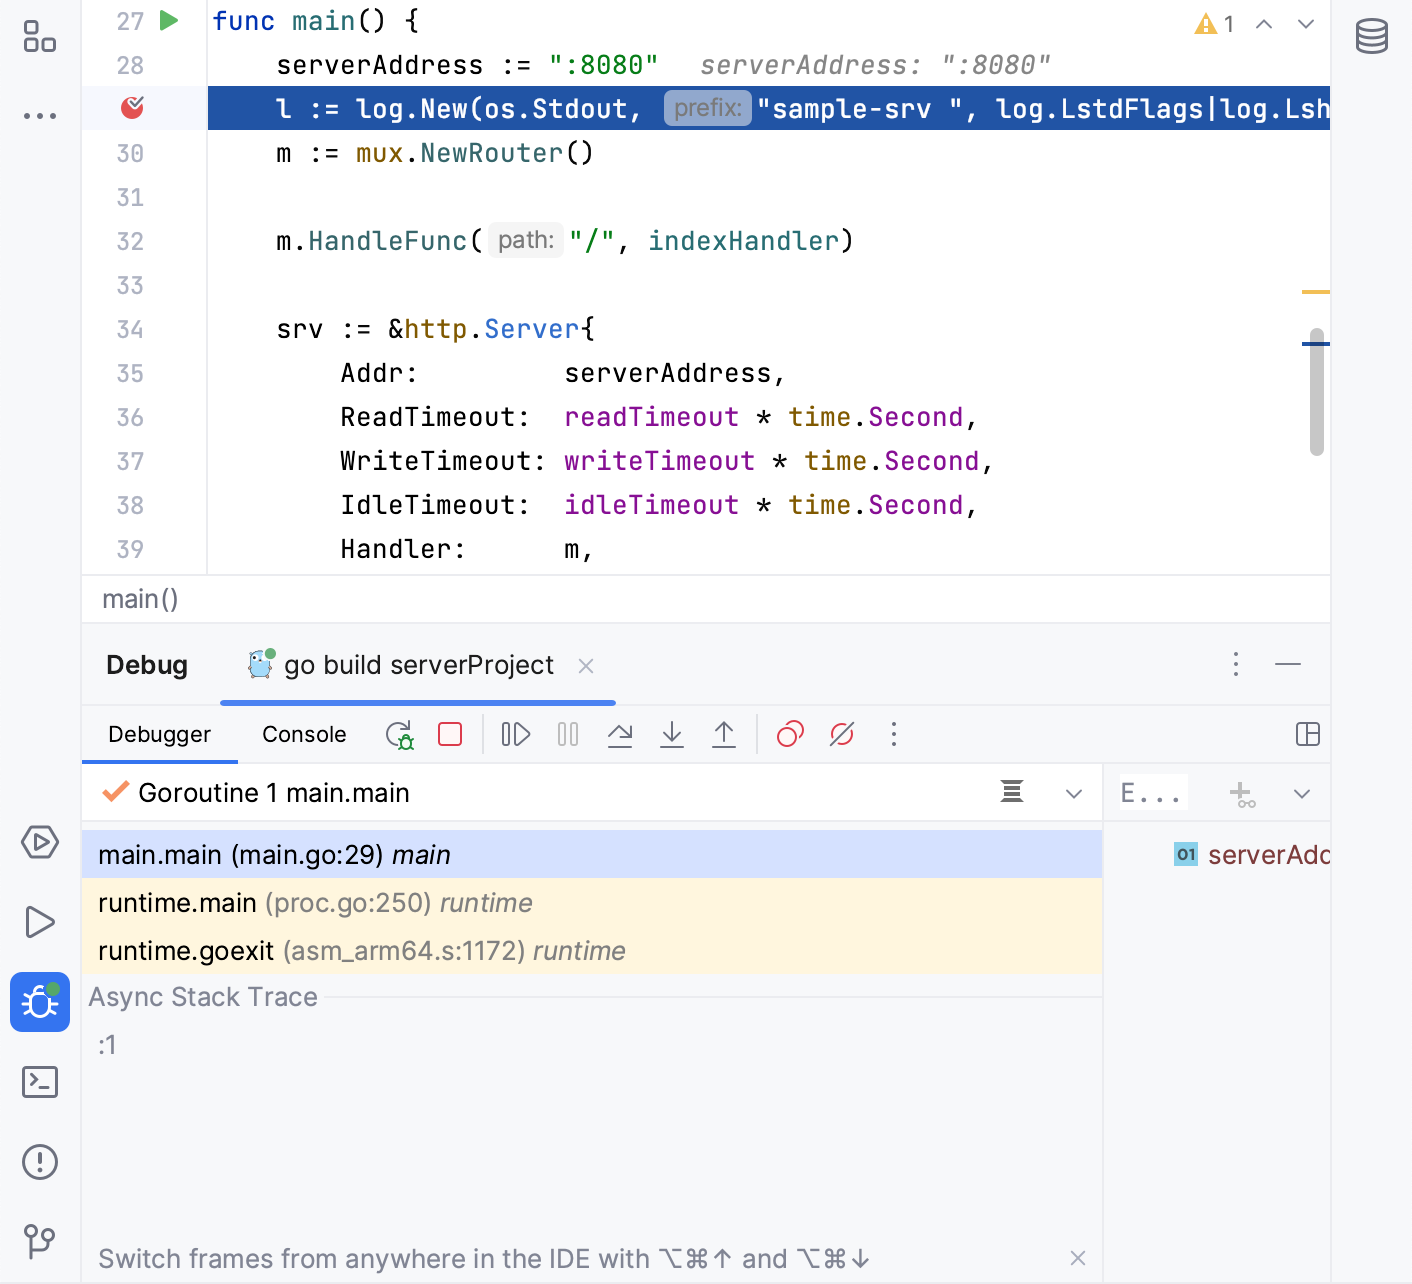 27 func main() {
1
28 serverAddress := ":8080" serverAddress: ":8080"
l := log.New(os.Stdout, prefix: "sample-srv ", log.LstdFlags|log.Lsh
30 m := mux.NewRouter()
31
32 m.HandleFunc( path: "/", indexHandler)
33
34 srv := &http.Server{
35 Addr: serverAddress,
36 ReadTimeout: readTimeout * time.Second,
37 WriteTimeout: writeTimeout * time.Second,
38 IdleTimeout: idleTimeout * time.Second,
39 Handler: m,
main()
Debug go build serverProject
Debugger Console
Goroutine 1 main.main
E...
main.main (main.go:29) main
01 serverAdd
runtime.main (proc.go:250) runtime
runtime.goexit (asm_arm64.s:1172) runtime
Async Stack Trace
:1
Switch frames from anywhere in the IDE with ⌥⌘↑ and ⌥⌘↓